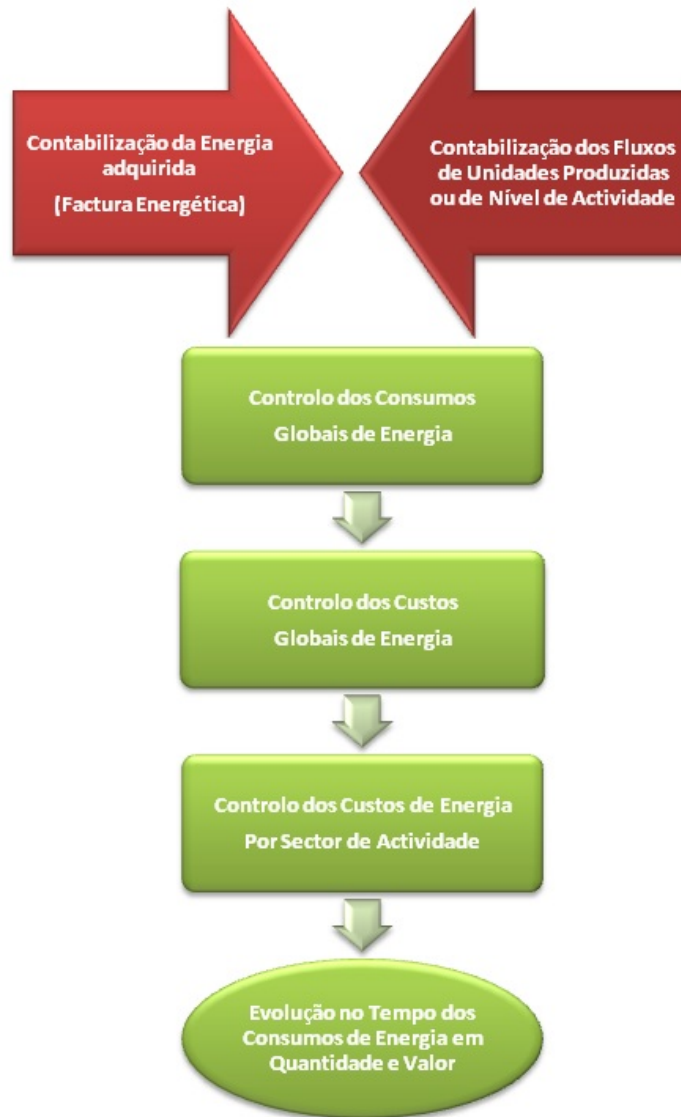 Contabilização da Energia
adquirida
(Factura Energética)
Contabilização dos Fluxos
de Unidades Produzidas
ou de Nível de Actividade
Controlo dos Consumos
Globais de Energia
Controlo dos Custos
Globais de Energia
Controlo dos Custos de Energia
Por Sector de Actividade
Evolução no Tempo dos
Consumos de Energia em
Quantidade e Valor